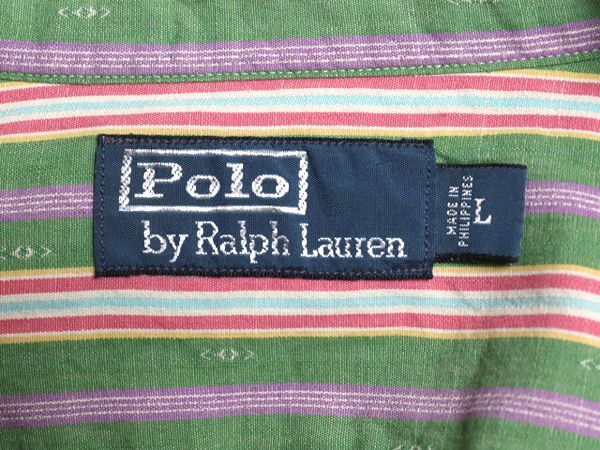 Polo
by Ralph Lauren
MADE IN
PHILIPPINES
L